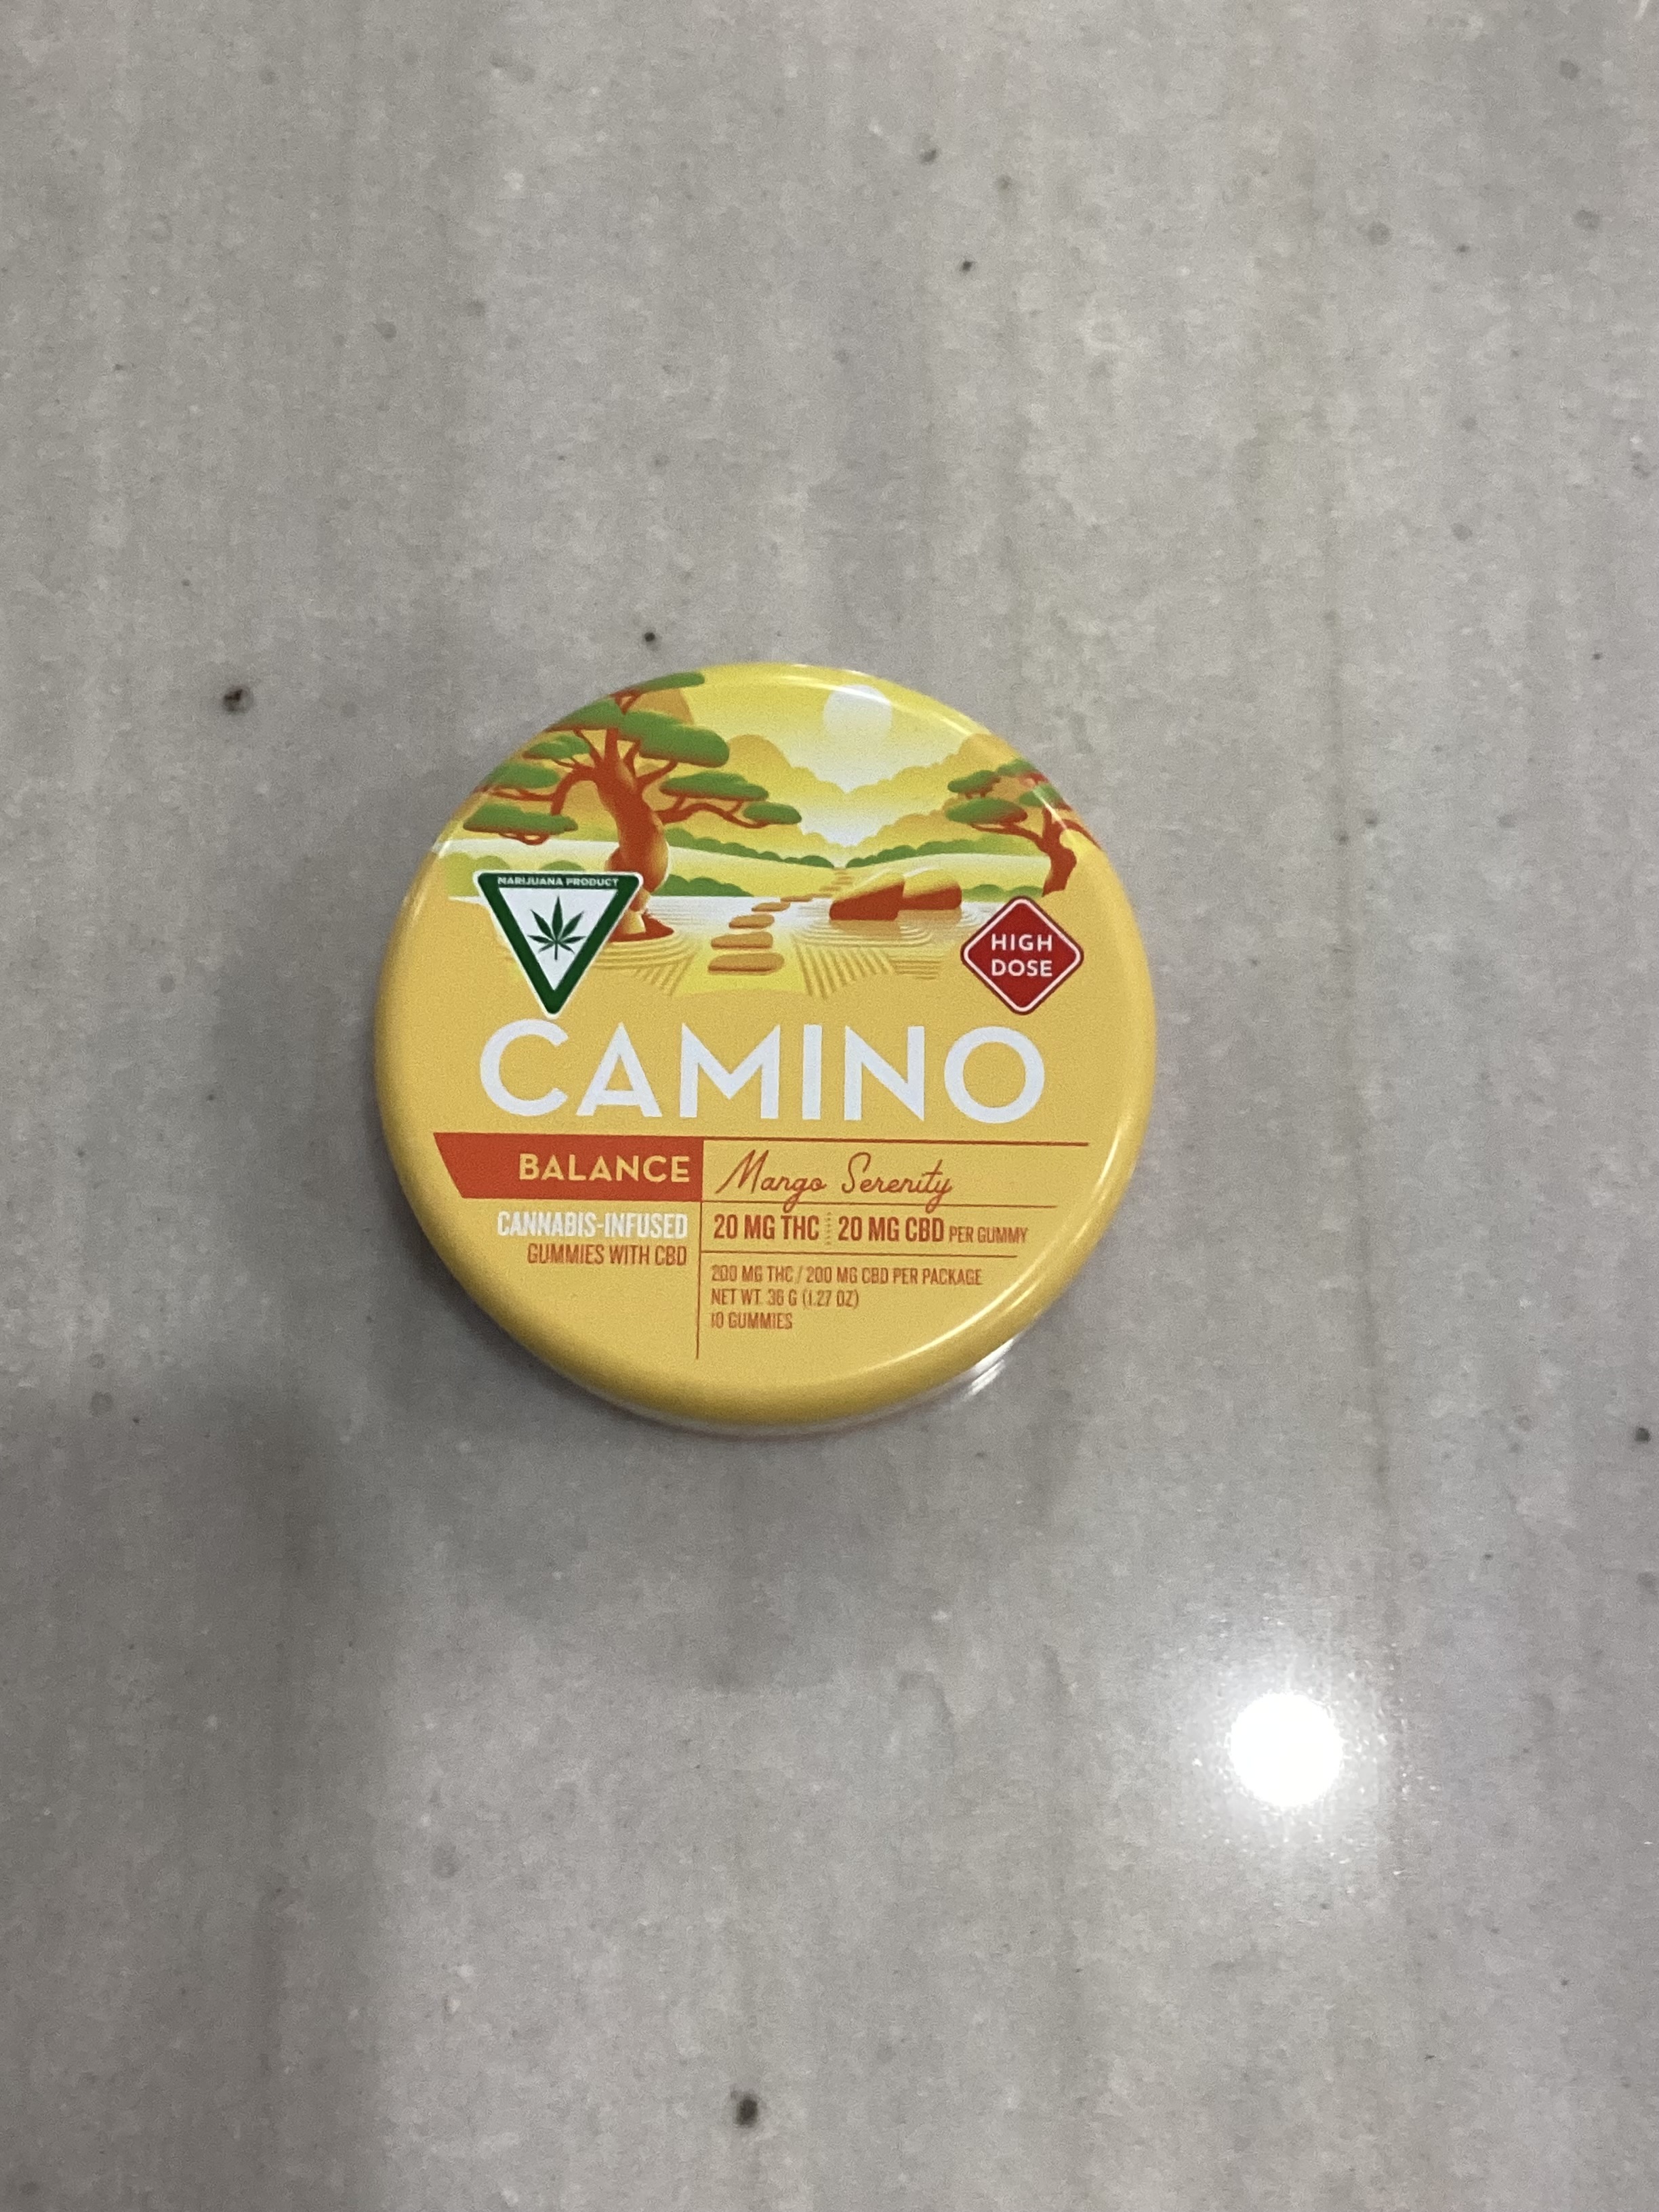 MARIJUANA PRODUCT
HIGH
DOSE
CAMINO
BALANCE
Mango Serenity
CANNABIS-INFUSED
GUMMIES WITH CBD
20 MG THC 20 MG CBD PER GUMMY
200 MG THC / 200 MG CBD PER PACKAGE
NET WT. 36 G (1.27 OZ)
10 GUMMIES